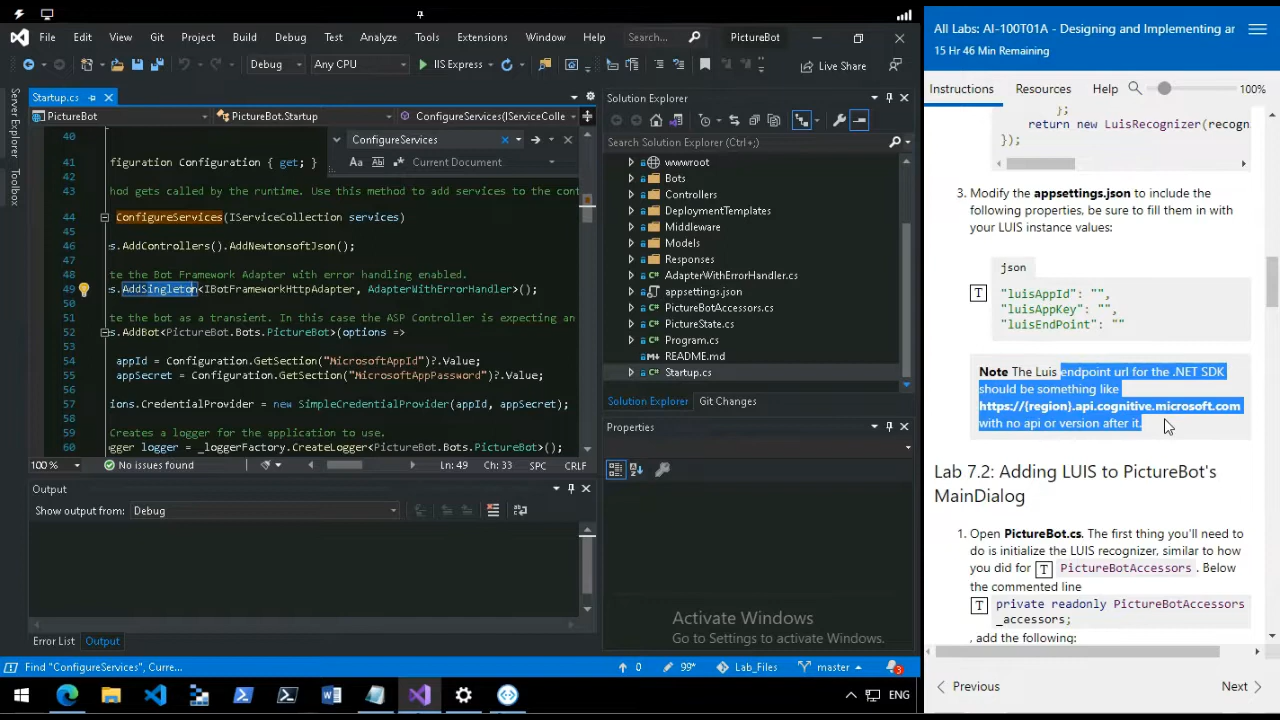 File Edit View Git Project Build Debug Test Analyze Tools Extensions Window Help Search... PictureBot
Debug Any CPU IIS Express Live Share
Server Explorer
Toolbox
Startup.cs
PictureBot PictureBot.Startup ConfigureServices(IServiceColle
ConfigureServices
Aa Current Document
40
41 figuration Configuration { get; }
42
43 hod gets called by the runtime. Use this method to add services to the cont
44 ConfigureServices(IServiceCollection services)
46 s.AddControllers().AddNewtonsoftJson();
48 te the Bot Framework Adapter with error handling enabled.
49 s.AddSingleton<IBotFrameworkHttpAdapter, AdapterWithErrorHandler>();
50
51 te the bot as a transient. In this case the ASP Controller is expecting an
52 s.AddBot<PictureBot.Bots.PictureBot>(options =>
54 appId = Configuration.GetSection("MicrosoftAppId")?.Value;
55 appSecret = Configuration.GetSection("MicrosoftAppPassword")?.Value;
57 ions.CredentialProvider = new SimpleCredentialProvider(appId, appSecret);
59 Creates a logger for the application to use.
60 gger logger = _loggerFactory.CreateLogger<PictureBot.Bots.PictureBot>();
100 % No issues found Ln: 49 Ch: 33 SPC CRLF
Output
Show output from: Debug
Error List Output
Solution Explorer
Search Solution Explorer (Ctrl+;)
wwwroot
Bots
Controllers
DeploymentTemplates
Middleware
Models
Responses
AdapterWithErrorHandler.cs
appsettings.json
PictureBotAccessors.cs
PictureState.cs
Program.cs
README.md
Startup.cs
Solution Explorer Git Changes
Properties
Activate Windows
Go to Settings to activate Windows.
Find "ConfigureServices", Curre... 0 99* Lab_Files master 3
ENG
All Labs: AI-100T01A - Designing and Implementing ar
15 Hr 46 Min Remaining
Instructions Resources Help 100%
};
return new LuisRecognizer(recogn
});
3. Modify the appsettings.json to include the
following properties, be sure to fill them in with
your LUIS instance values:
json
T "luisAppId": "",
"luisAppKey": "",
"luisEndPoint": ""
Note The Luis endpoint url for the .NET SDK
should be something like
https://{region}.api.cognitive.microsoft.com
with no api or version after it.
Lab 7.2: Adding LUIS to PictureBot's
MainDialog
1. Open PictureBot.cs. The first thing you'll need to
do is initialize the LUIS recognizer, similar to how
you did for T PictureBotAccessors . Below
the commented line
T private readonly PictureBotAccessors
_accessors;
, add the following:
Previous Next